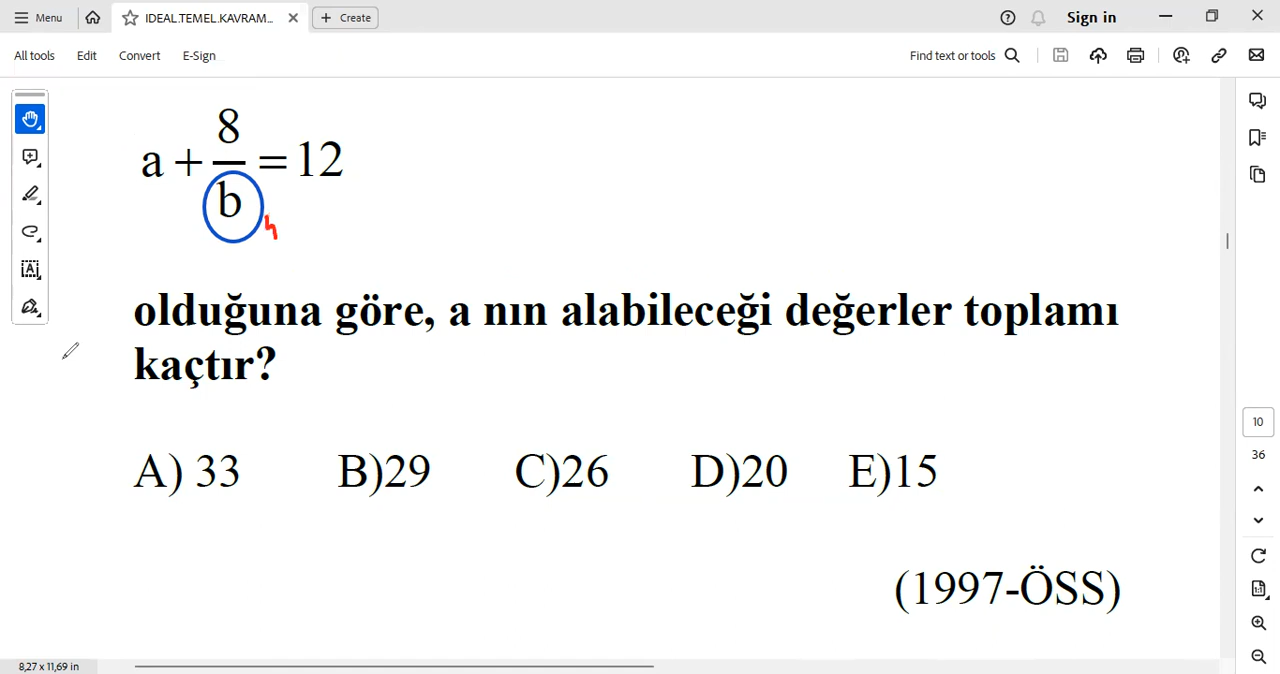 Menu
IDEAL.TEMEL.KAVRAM...
Create
Sign in
All tools Edit Convert E-Sign
Find text or tools
a + 8/b = 12
olduğuna göre, a nın alabileceği değerler toplamı
kaçtır?
A) 33 B)29 C)26 D)20 E)15
(1997-ÖSS)
10
36
8,27 x 11,69 in